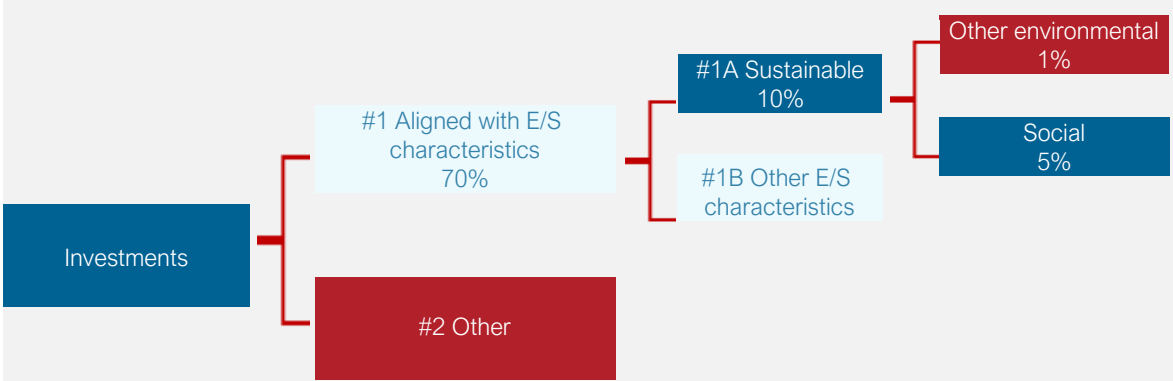 Investments
#1 Aligned with E/S
characteristics
70%
#2 Other
#1A Sustainable
10%
#1B Other E/S
characteristics
Other environmental
1%
Social
5%